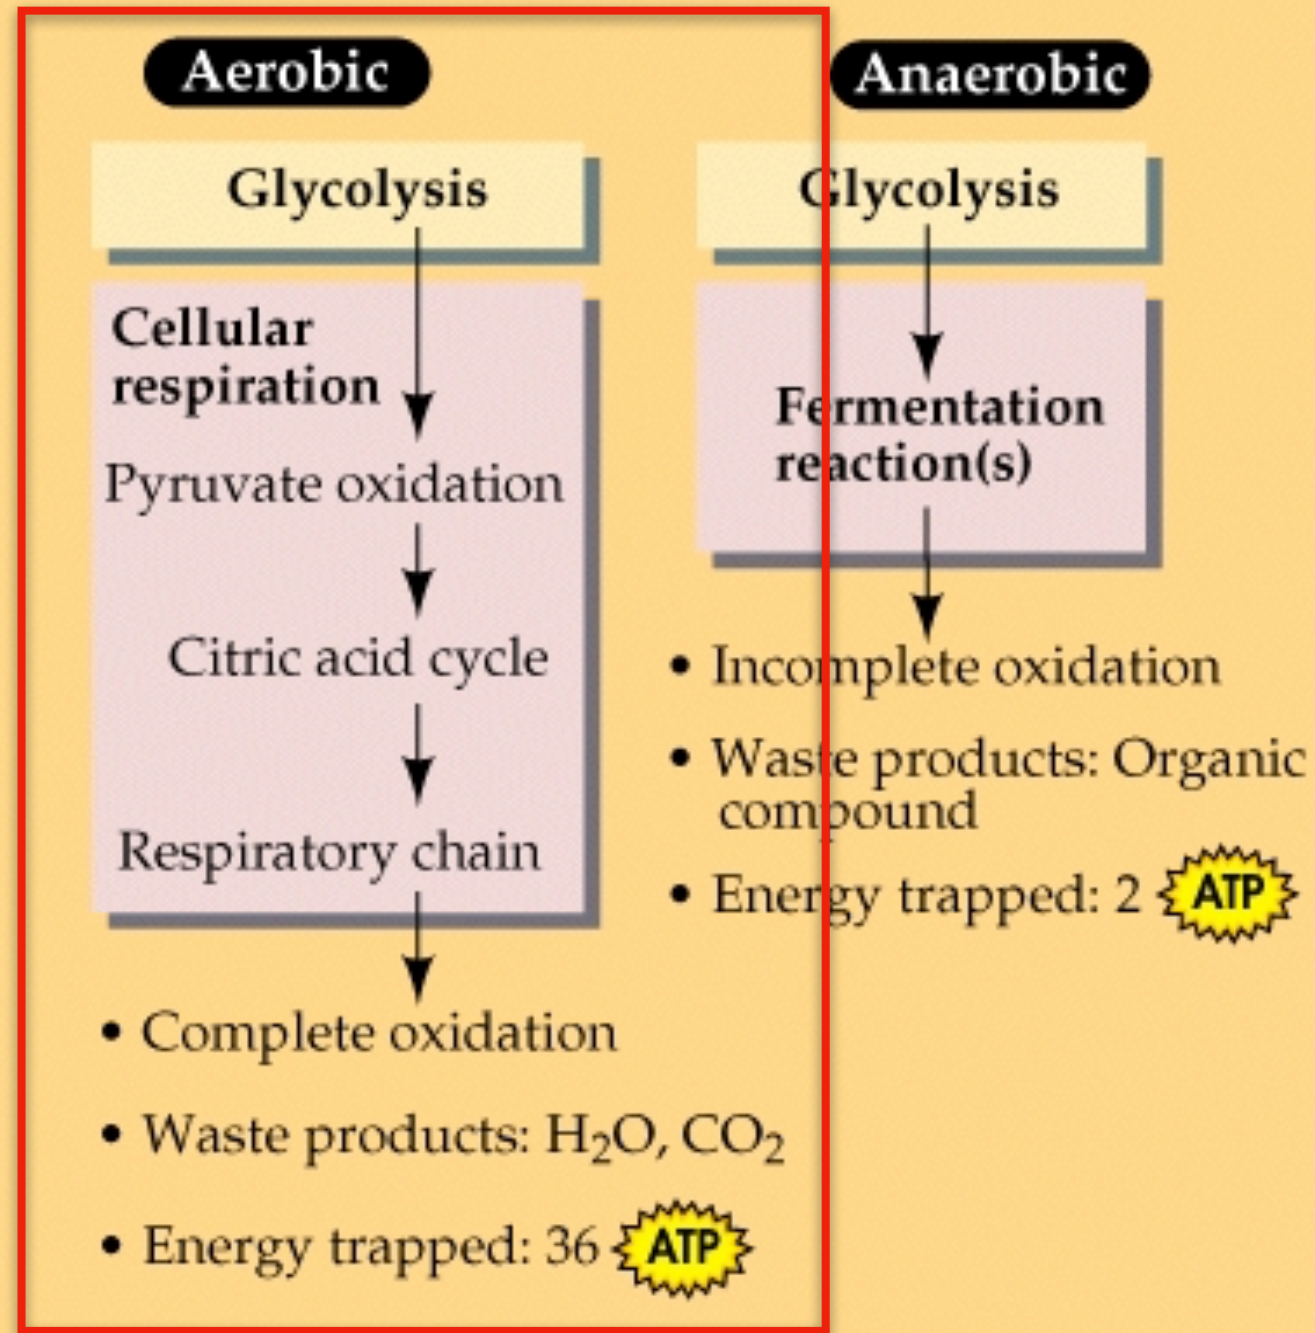 Aerobic
Glycolysis
Cellular
respiration
Pyruvate oxidation
Citric acid cycle
Respiratory chain
• Complete oxidation
• Waste products: H₂O, CO₂
• Energy trapped: 36 ATP
Anaerobic
Glycolysis
Fermentation
reaction(s)
• Incomplete oxidation
• Waste products: Organic
compound
• Energy trapped: 2 ATP